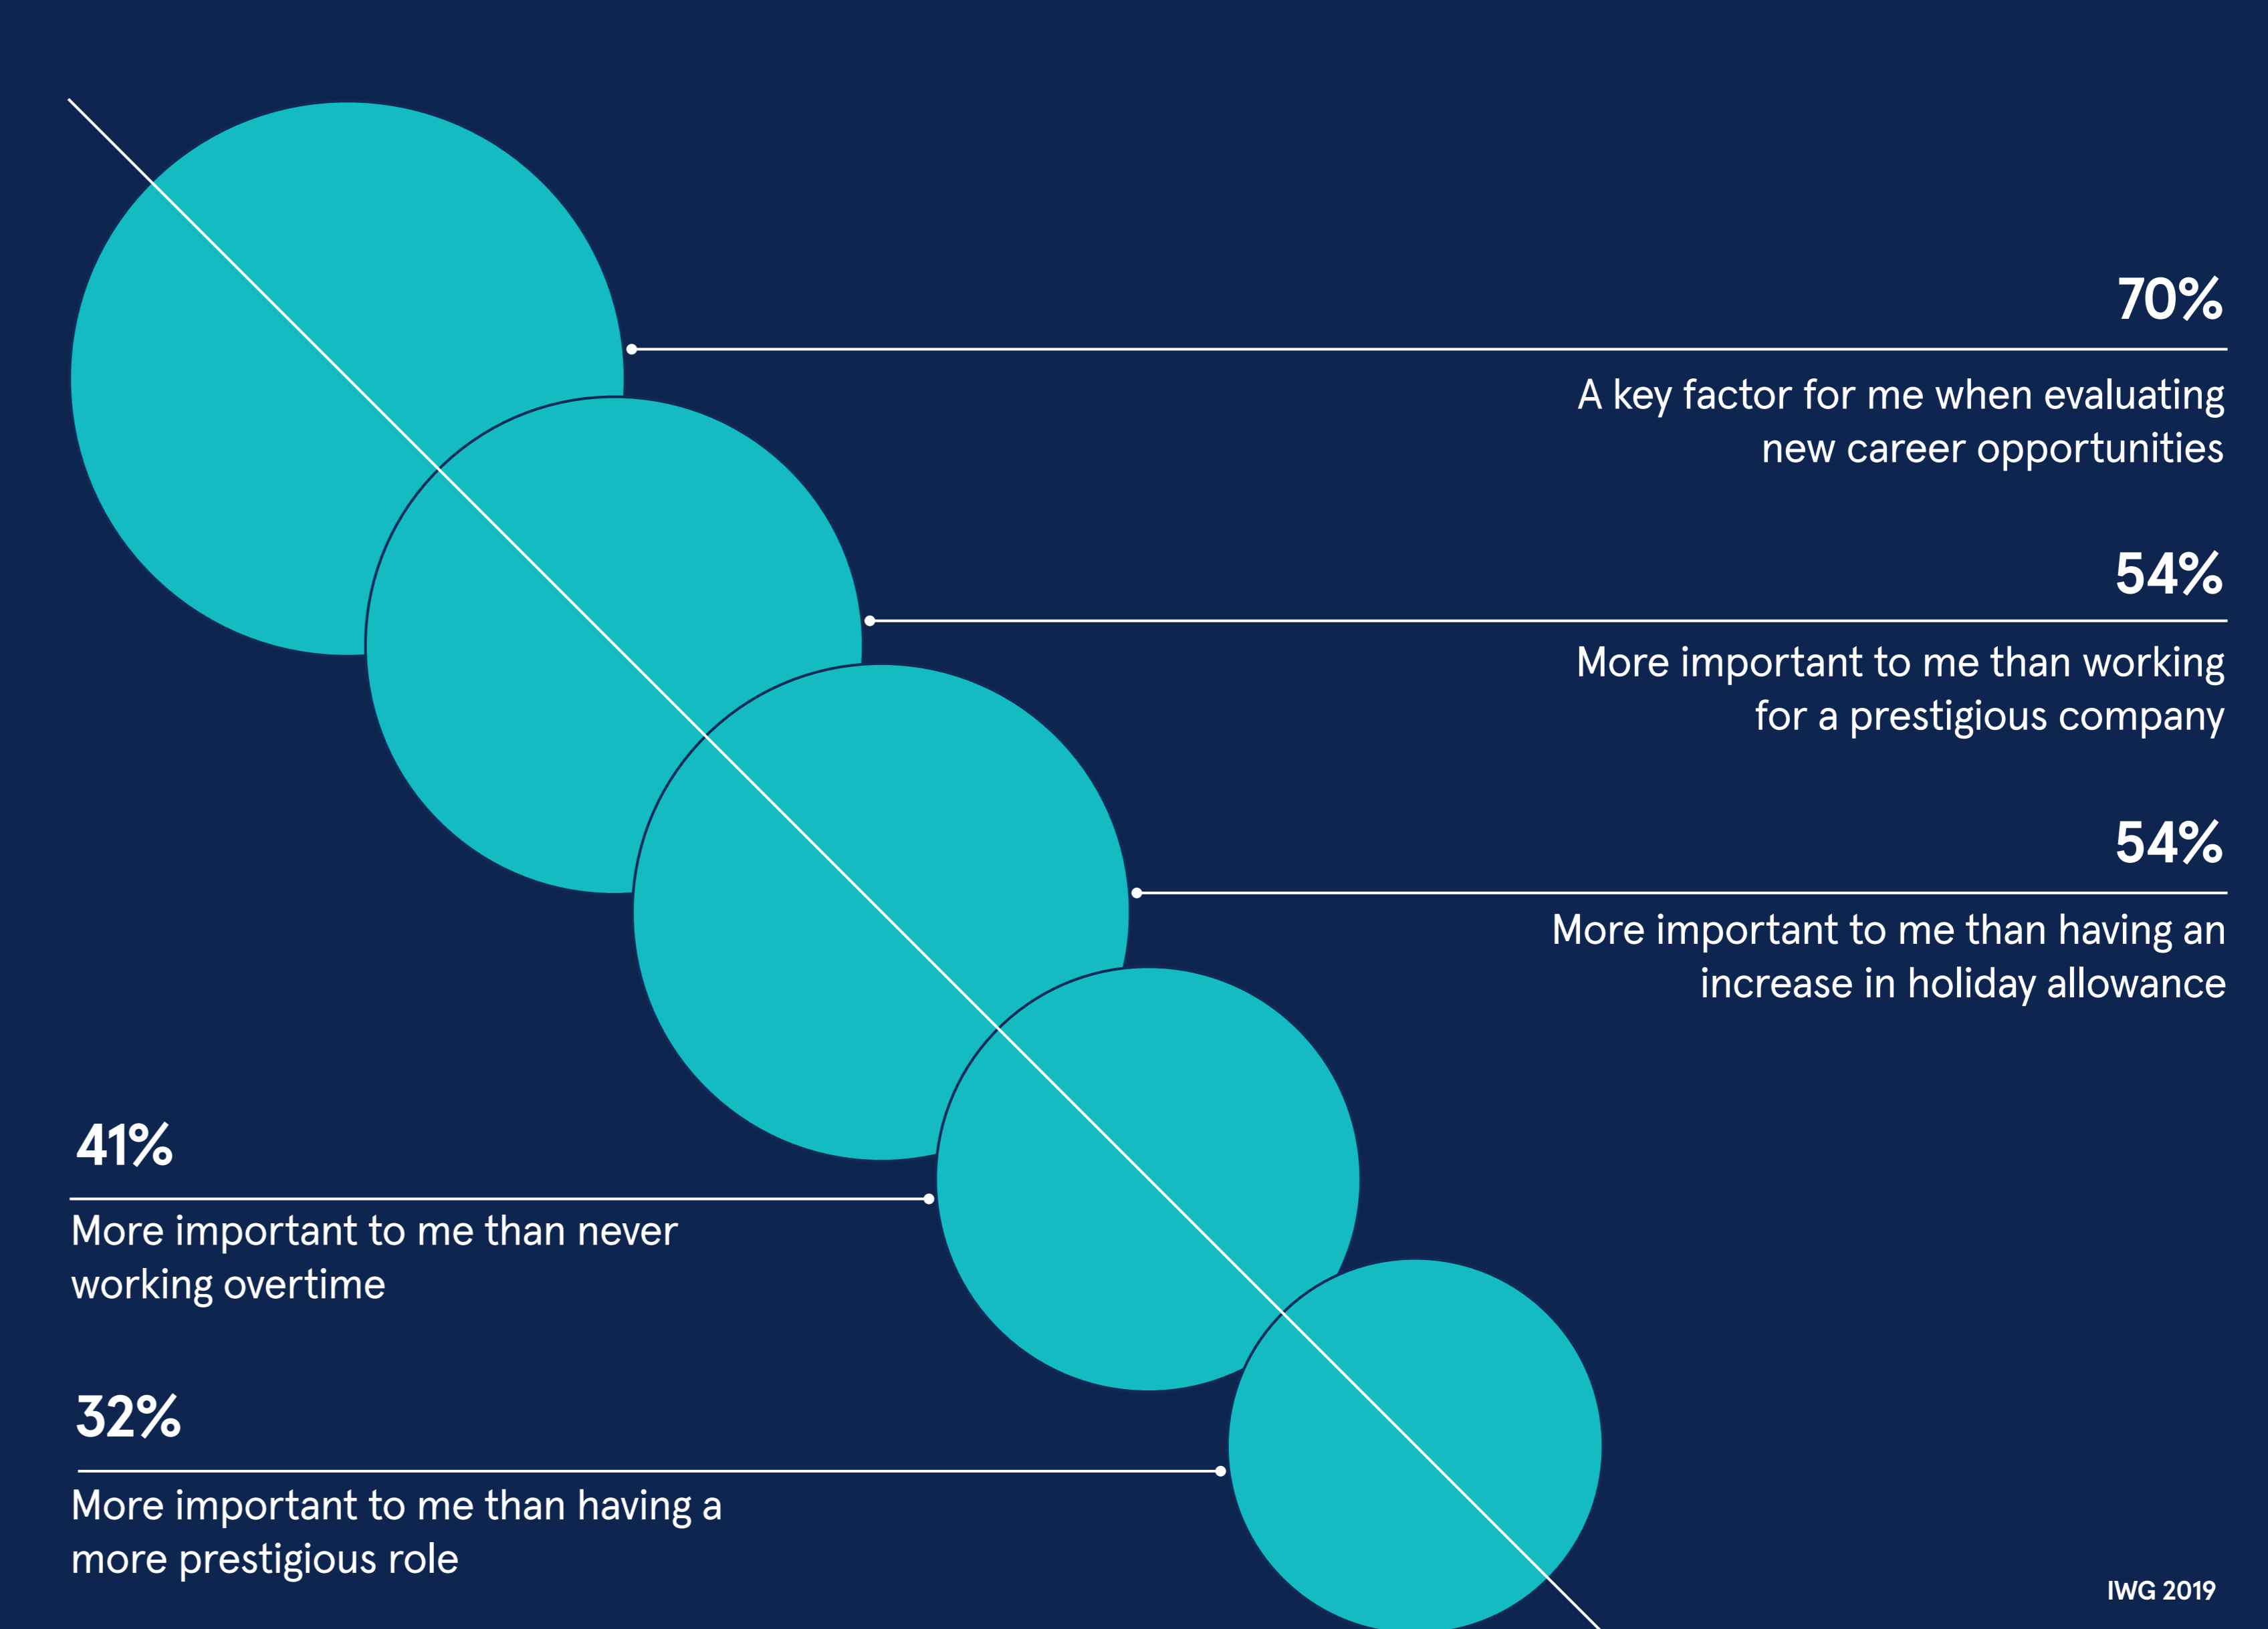 70%
A key factor for me when evaluating
new career opportunities
54%
More important to me than working
for a prestigious company
54%
More important to me than having an
increase in holiday allowance
41%
More important to me than never
working overtime
32%
More important to me than having a
more prestigious role
IWG 2019